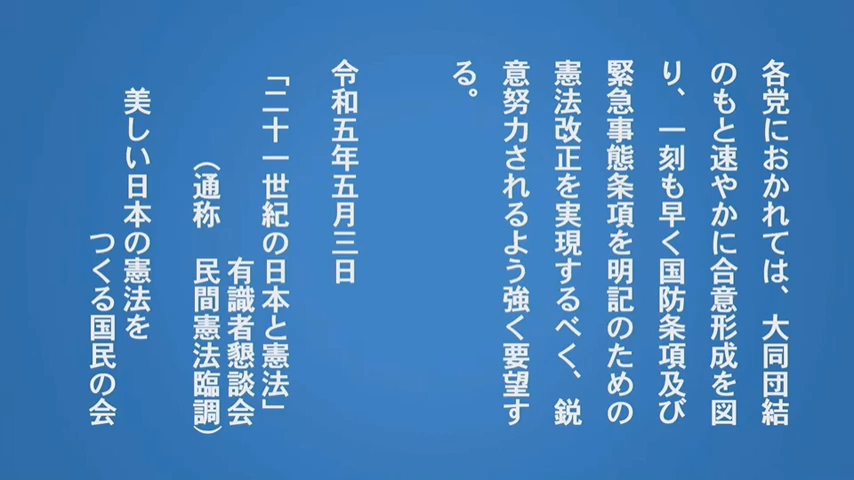 各党におかれては、大同団結
のもと速やかに合意形成を図
り、一刻も早く国防条項及び
緊急事態条項を明記のための
憲法改正を実現するべく、鋭
意努力されるよう強く要望す
る。
令和五年五月三日
「二十一世紀の日本と憲法」
有識者懇談会
（通称　民間憲法臨調）
美しい日本の憲法を
つくる国民の会